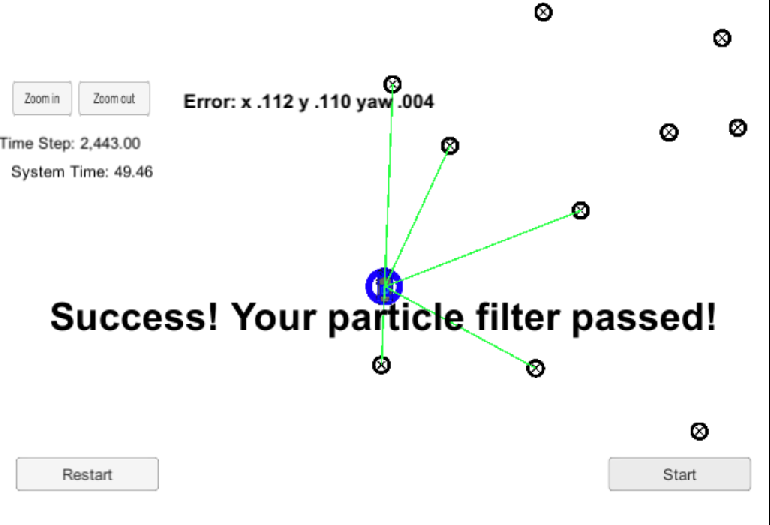 Zoom in Zoom out Error: x .112 y .110 yaw .004
Time Step: 2,443.00
System Time: 49.46
Success! Your particle filter passed!
Restart Start